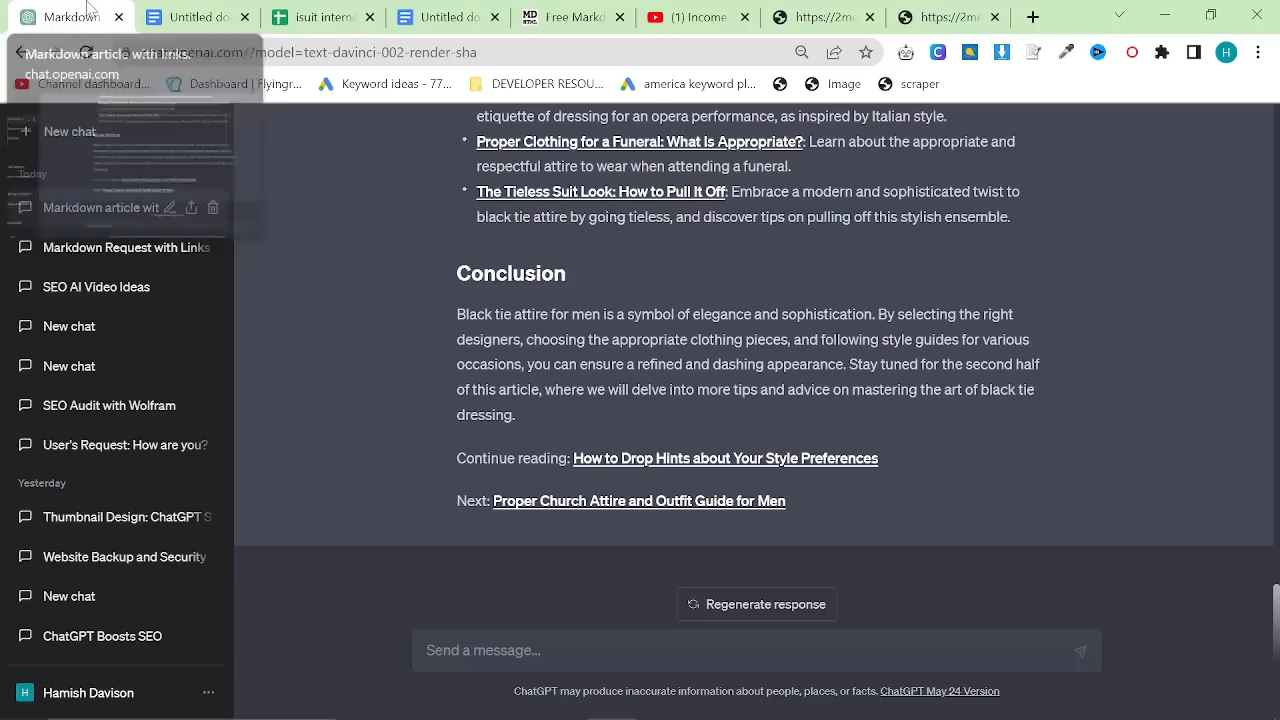 Markdown
Untitled do
isuit interna
Untitled do
Free Markd
(1) Income
https://2me
https://2me
Markdown article with links.
chat.openai.com
openai.com/?model=text-davinci-002-render-sha
Channel dashboard...
Dashboard | Flyingr...
Keyword ideas - 77...
DEVELOPER RESOU...
america keyword pl...
Image
scraper
New chat
Today
Markdown article wit
Markdown Request with Links
SEO AI Video Ideas
New chat
New chat
SEO Audit with Wolfram
User's Request: How are you?
Yesterday
Thumbnail Design: ChatGPT S
Website Backup and Security
New chat
ChatGPT Boosts SEO
H Hamish Davison
etiquette of dressing for an opera performance, as inspired by Italian style.
• Proper Clothing for a Funeral: What Is Appropriate?: Learn about the appropriate and
respectful attire to wear when attending a funeral.
• The Tieless Suit Look: How to Pull It Off: Embrace a modern and sophisticated twist to
black tie attire by going tieless, and discover tips on pulling off this stylish ensemble.
Conclusion
Black tie attire for men is a symbol of elegance and sophistication. By selecting the right
designers, choosing the appropriate clothing pieces, and following style guides for various
occasions, you can ensure a refined and dashing appearance. Stay tuned for the second half
of this article, where we will delve into more tips and advice on mastering the art of black tie
dressing.
Continue reading: How to Drop Hints about Your Style Preferences
Next: Proper Church Attire and Outfit Guide for Men
Regenerate response
Send a message...
ChatGPT may produce inaccurate information about people, places, or facts. ChatGPT May 24 Version